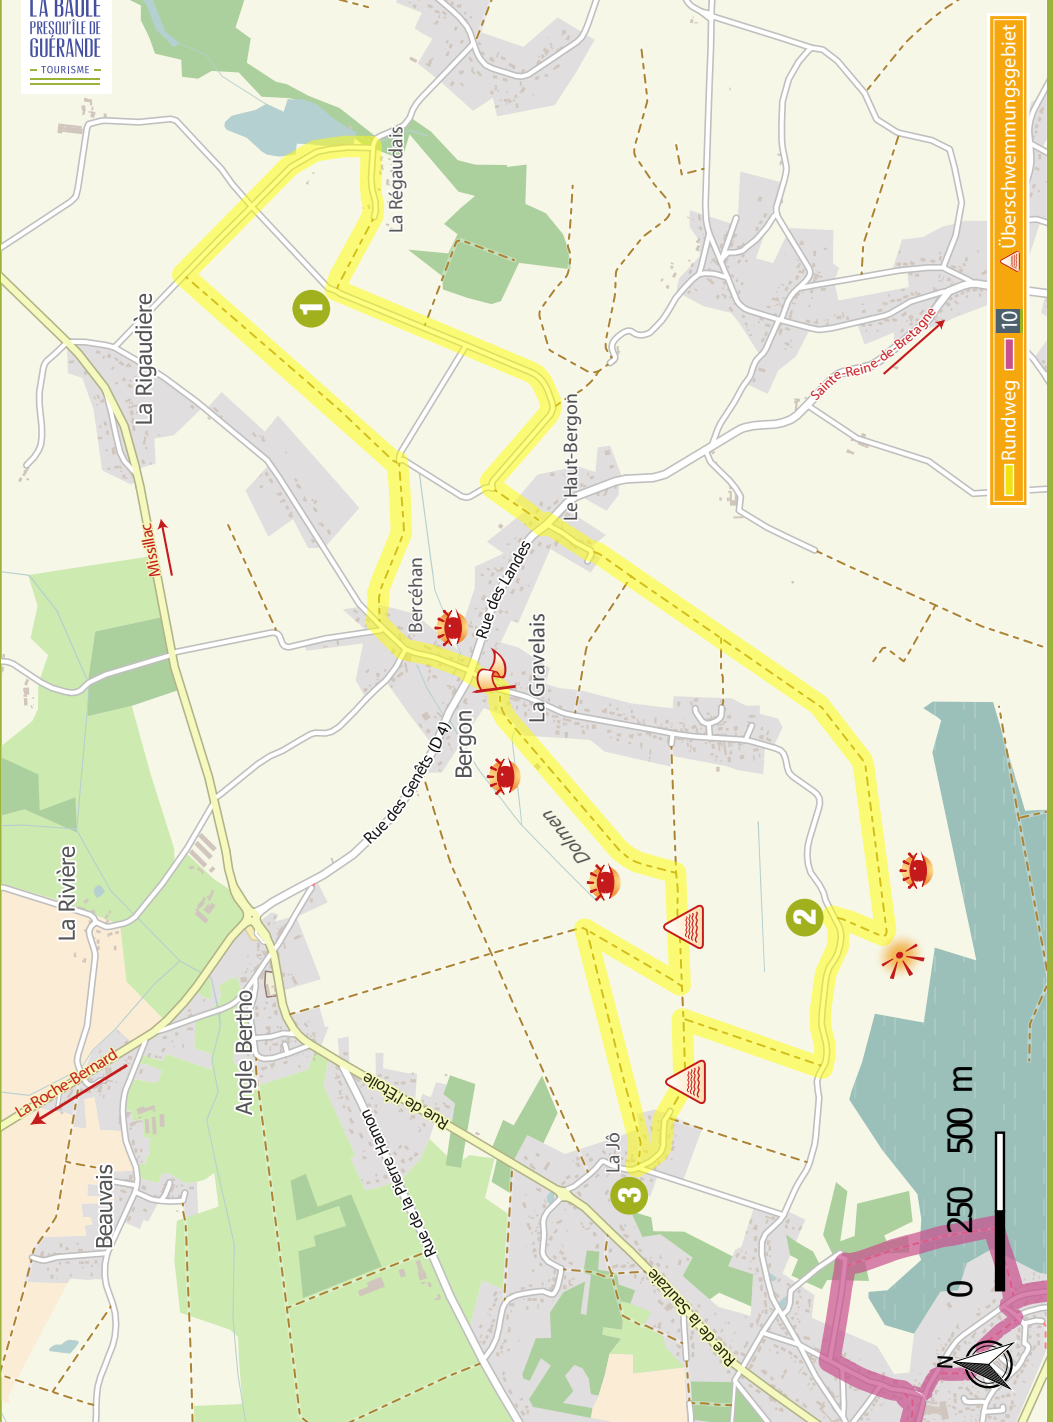 LA BAULE
PRESQU'ÎLE DE
GUÉRANDE
TOURISME
La Régaudais
La Rigaudière
1
Missillac
Le Haut-Bergon
Rue des Landes
Bercéhan
La Gravelais
Bergon
Rue des Genêts (D 4)
Dolmen
La Rivière
2
Angle Bertho
La Roche-Bernard
Rue de l'Étoile
Rue de la Pierre Hamon
Beauvais
La Jô
3
Rue de la Saulzaie
Sainte-Reine-de-Bretagne
Rundweg
10
Überschwemmungsgebiet
0 250 500 m
N